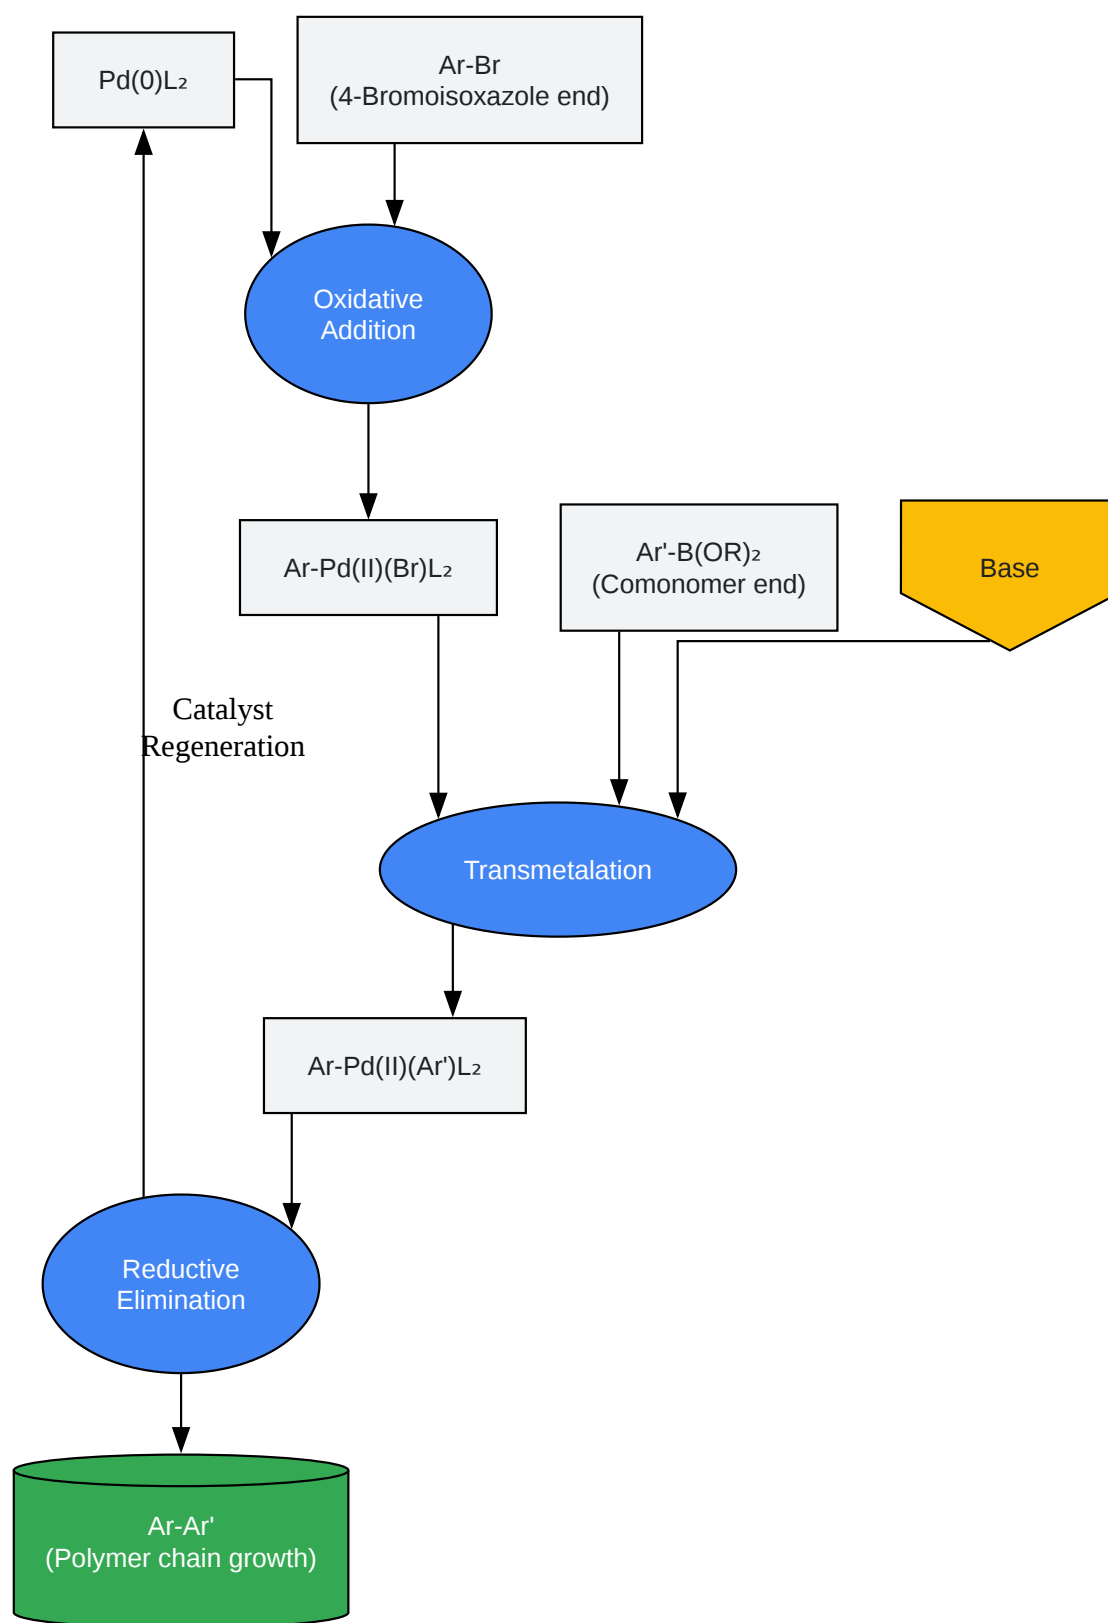 Pd(0)L₂
Ar-Br
(4-Bromoisoxazole end)
Oxidative
Addition
Ar-Pd(II)(Br)L₂
Ar'-B(OR)₂
(Comonomer end)
Base
Catalyst
Regeneration
Transmetalation
Ar-Pd(II)(Ar')L₂
Reductive
Elimination
Ar-Ar'
(Polymer chain growth)